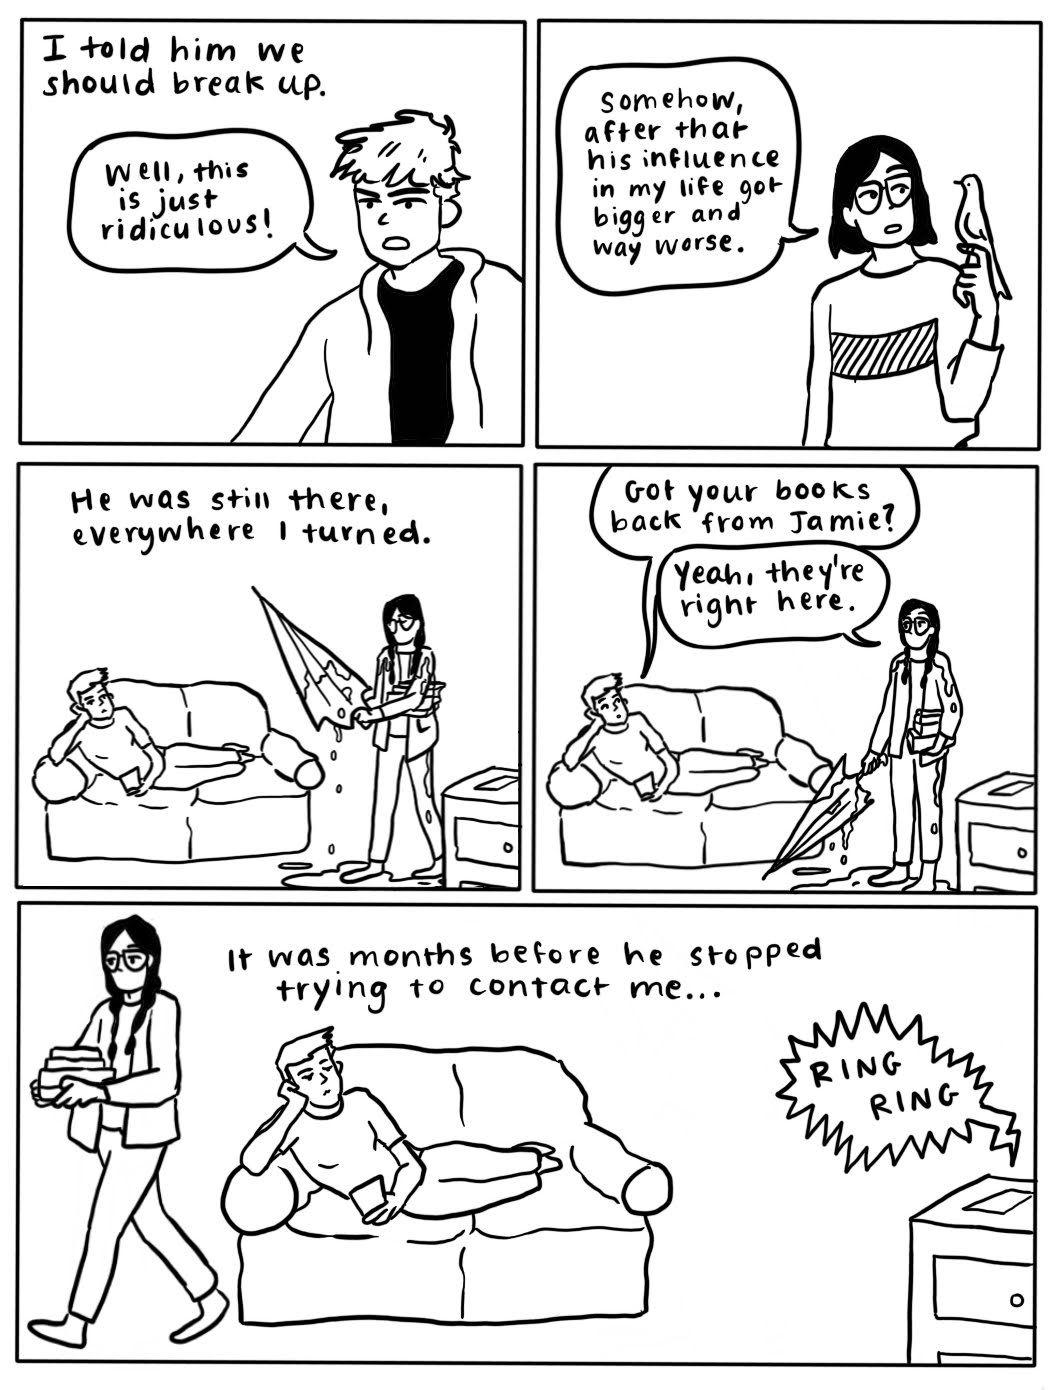 I told him we
should break up.
Well, this
is just
ridiculous!
Somehow,
after that
his influence
in my life got
bigger and
way worse.
He was still there,
everywhere I turned.
Got your books
back from Jamie?
Yeah, they're
right here.
It was months before he stopped
trying to contact me...
RING
RING